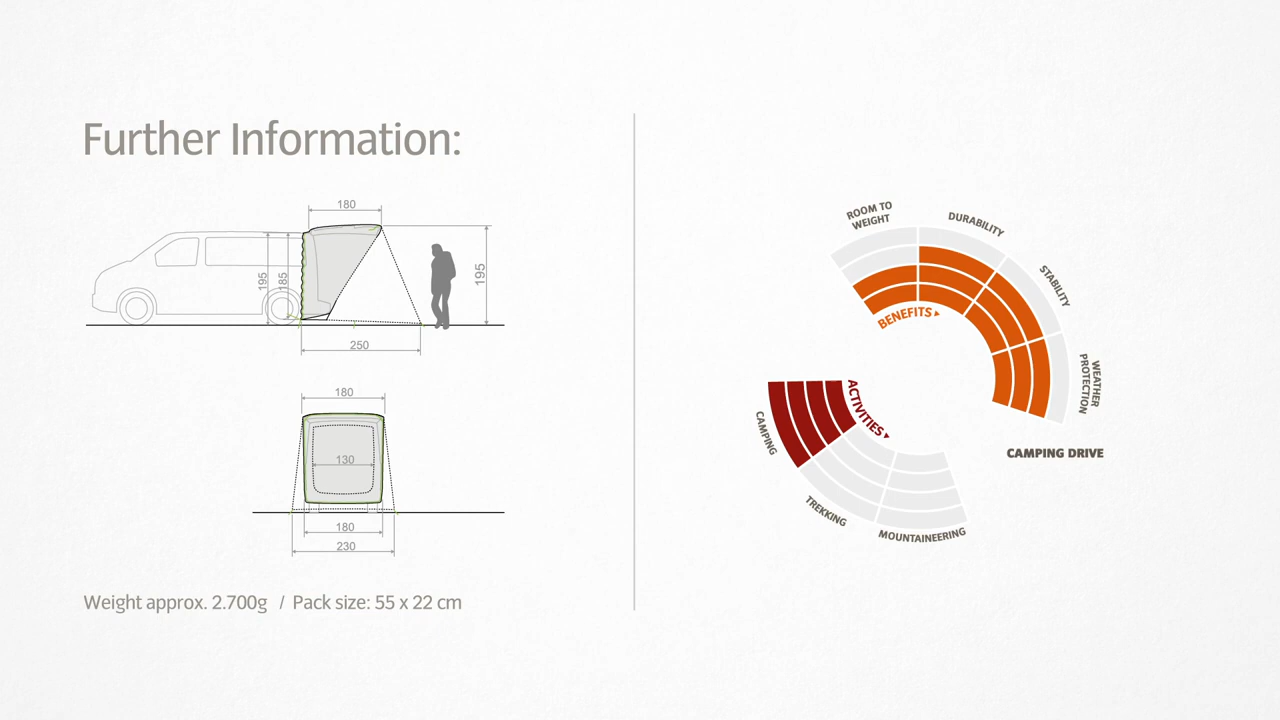 Further Information:
180
195
185
195
250
180
130
180
230
Weight approx. 2.700g / Pack size: 55 x 22 cm
ROOM TO
WEIGHT
DURABILITY
STABILITY
WEATHER
PROTECTION
BENEFITS
ACTIVITIES
CAMPING
TREKKING
MOUNTAINEERING
CAMPING DRIVE